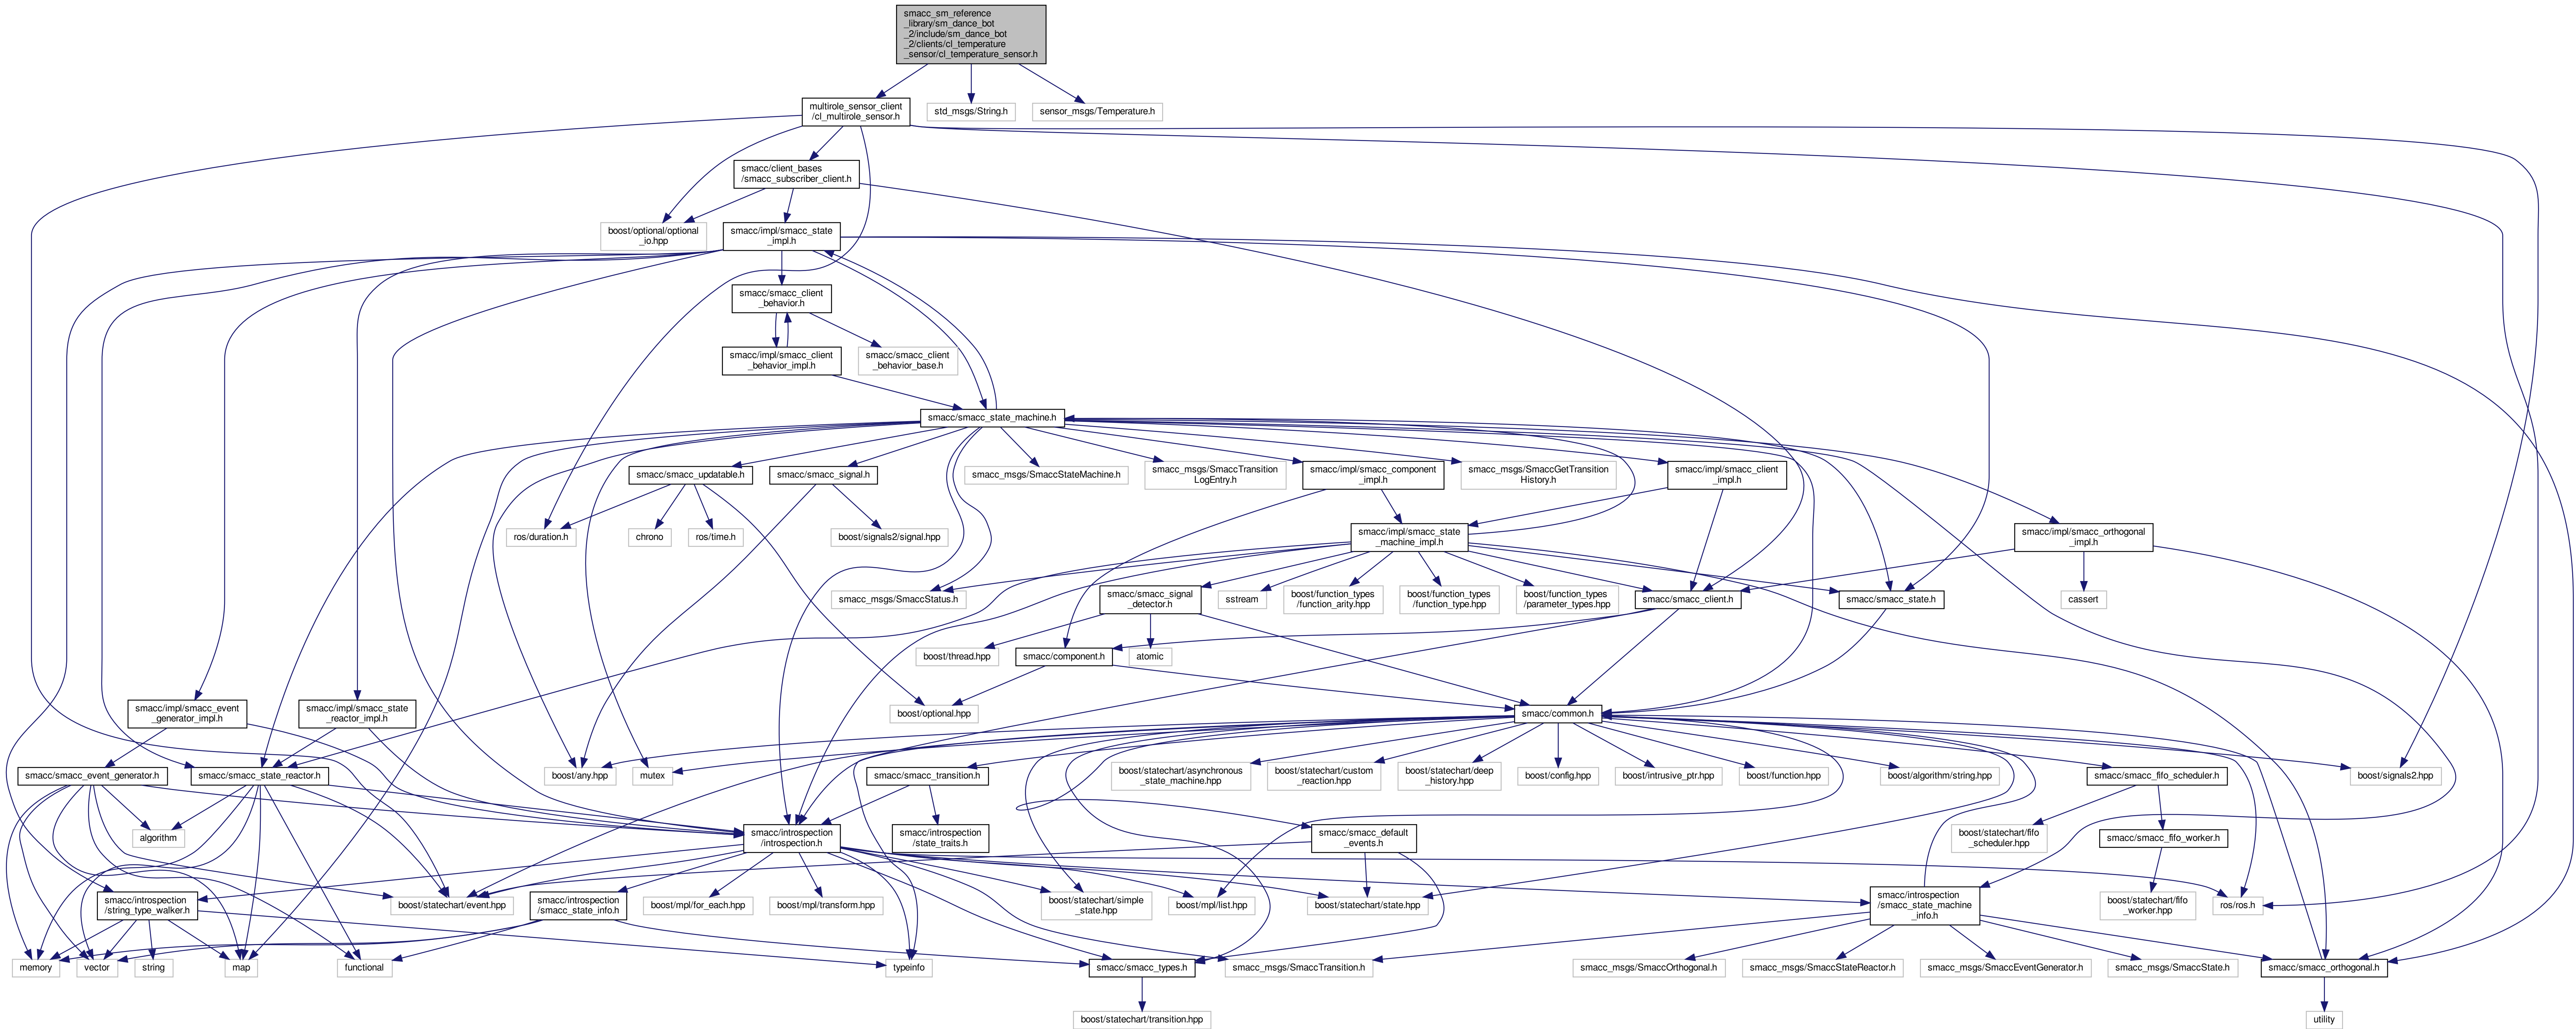 smacc_sm_reference
_library/sm_dance_bot
_2/include/sm_dance_bot
_2/clients/cl_temperature
_sensor/cl_temperature_sensor.h
multirole_sensor_client
/cl_multirole_sensor.h
std_msgs/String.h
sensor_msgs/Temperature.h
smacc/client_bases
/smacc_subscriber_client.h
boost/optional/optional
_io.hpp
smacc/impl/smacc_state
_impl.h
smacc/smacc_client
_behavior.h
smacc/impl/smacc_client
_behavior_impl.h
smacc/smacc_client
_behavior_base.h
smacc/smacc_state_machine.h
smacc/smacc_updatable.h
smacc/smacc_signal.h
smacc_msgs/SmaccStateMachine.h
smacc_msgs/SmaccTransition
LogEntry.h
smacc/impl/smacc_component
_impl.h
smacc_msgs/SmaccGetTransition
History.h
smacc/impl/smacc_client
_impl.h
ros/duration.h
chrono
ros/time.h
boost/signals2/signal.hpp
smacc/impl/smacc_state
_machine_impl.h
smacc/impl/smacc_orthogonal
_impl.h
smacc_msgs/SmaccStatus.h
smacc/smacc_signal
_detector.h
sstream
boost/function_types
/function_arity.hpp
boost/function_types
/function_type.hpp
boost/function_types
/parameter_types.hpp
smacc/smacc_client.h
smacc/smacc_state.h
cassert
boost/thread.hpp
smacc/component.h
atomic
smacc/impl/smacc_event
_generator_impl.h
smacc/impl/smacc_state
_reactor_impl.h
boost/optional.hpp
smacc/common.h
smacc/smacc_event_generator.h
smacc/smacc_state_reactor.h
boost/any.hpp
mutex
smacc/smacc_transition.h
boost/statechart/asynchronous
_state_machine.hpp
boost/statechart/custom
_reaction.hpp
boost/statechart/deep
_history.hpp
boost/config.hpp
boost/intrusive_ptr.hpp
boost/function.hpp
boost/algorithm/string.hpp
smacc/smacc_fifo_scheduler.h
boost/signals2.hpp
algorithm
smacc/introspection
/introspection.h
smacc/introspection
/state_traits.h
smacc/smacc_default
_events.h
boost/statechart/fifo
_scheduler.hpp
smacc/smacc_fifo_worker.h
smacc/introspection
/string_type_walker.h
boost/statechart/event.hpp
smacc/introspection
/smacc_state_info.h
boost/mpl/for_each.hpp
boost/mpl/transform.hpp
boost/statechart/simple
_state.hpp
boost/mpl/list.hpp
boost/statechart/state.hpp
smacc/introspection
/smacc_state_machine
_info.h
boost/statechart/fifo
_worker.hpp
ros/ros.h
memory
vector
string
map
functional
typeinfo
smacc/smacc_types.h
smacc_msgs/SmaccTransition.h
smacc_msgs/SmaccOrthogonal.h
smacc_msgs/SmaccStateReactor.h
smacc_msgs/SmaccEventGenerator.h
smacc_msgs/SmaccState.h
smacc/smacc_orthogonal.h
boost/statechart/transition.hpp
utility